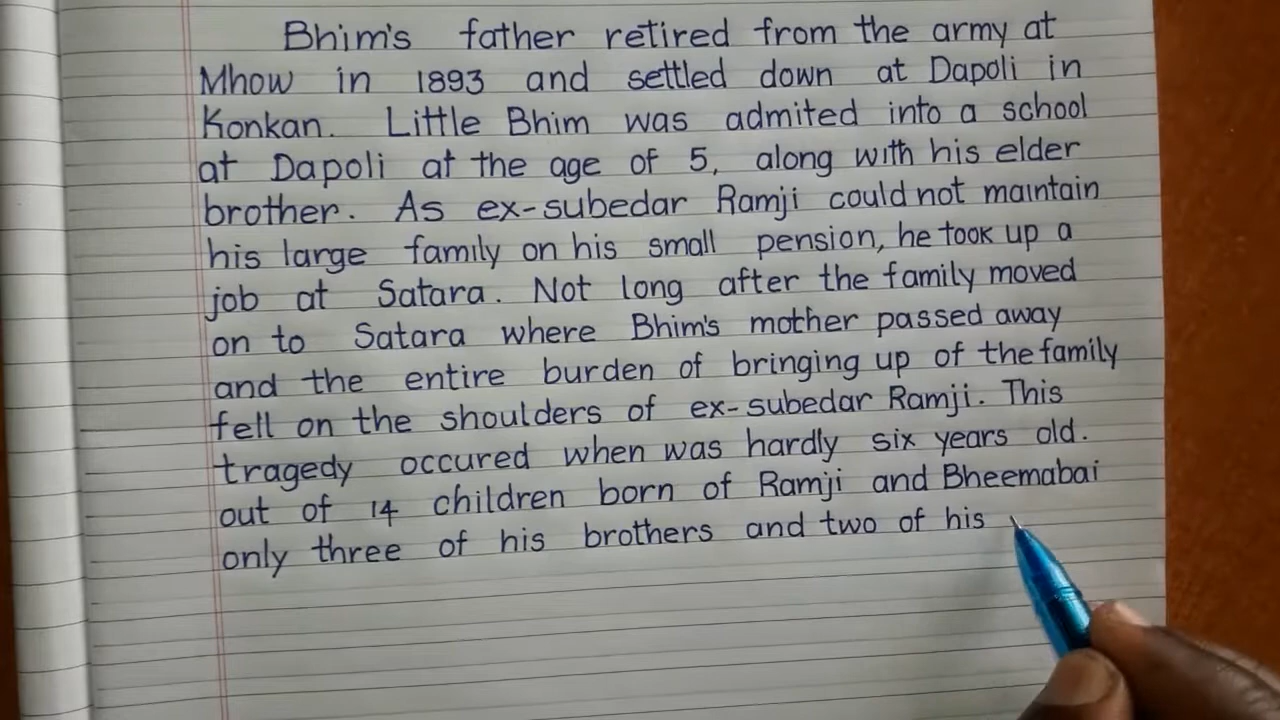 Bhim's father retired from the army at
Mhow in 1893 and settled down at Dapoli in
Konkan. Little Bhim was admited into a school
at Dapoli at the age of 5, along with his elder
brother. As ex-subedar Ramji could not maintain
his large family on his small pension, he took up a
job at Satara. Not long after the family moved
on to Satara where Bhim's mother passed away
and the entire burden of bringing up of the family
fell on the shoulders of ex-subedar Ramji. This
tragedy occured when was hardly six years old.
out of 14 children born of Ramji and Bheemabai
only three of his brothers and two of his